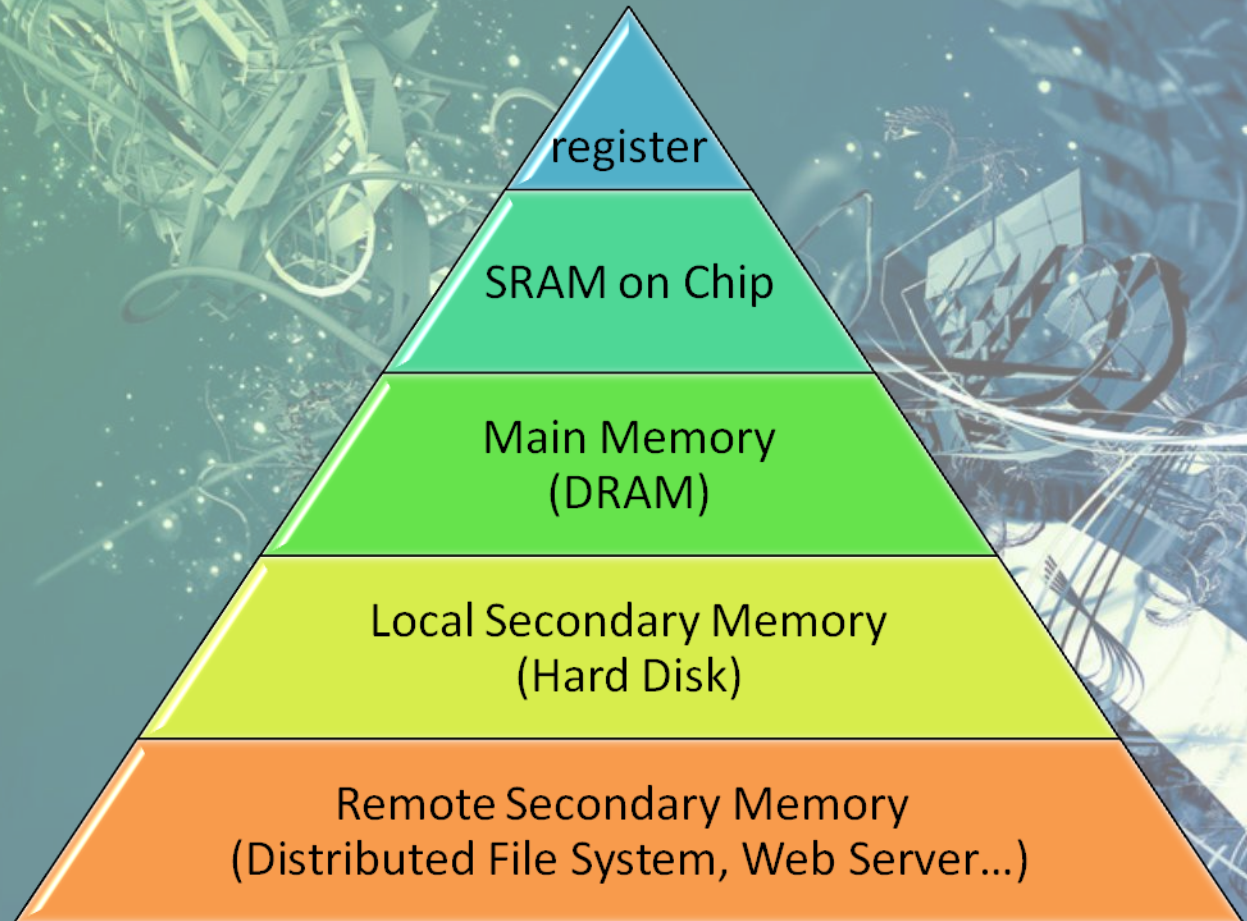 register
SRAM on Chip
Main Memory
(DRAM)
Local Secondary Memory
(Hard Disk)
Remote Secondary Memory
(Distributed File System, Web Server...)